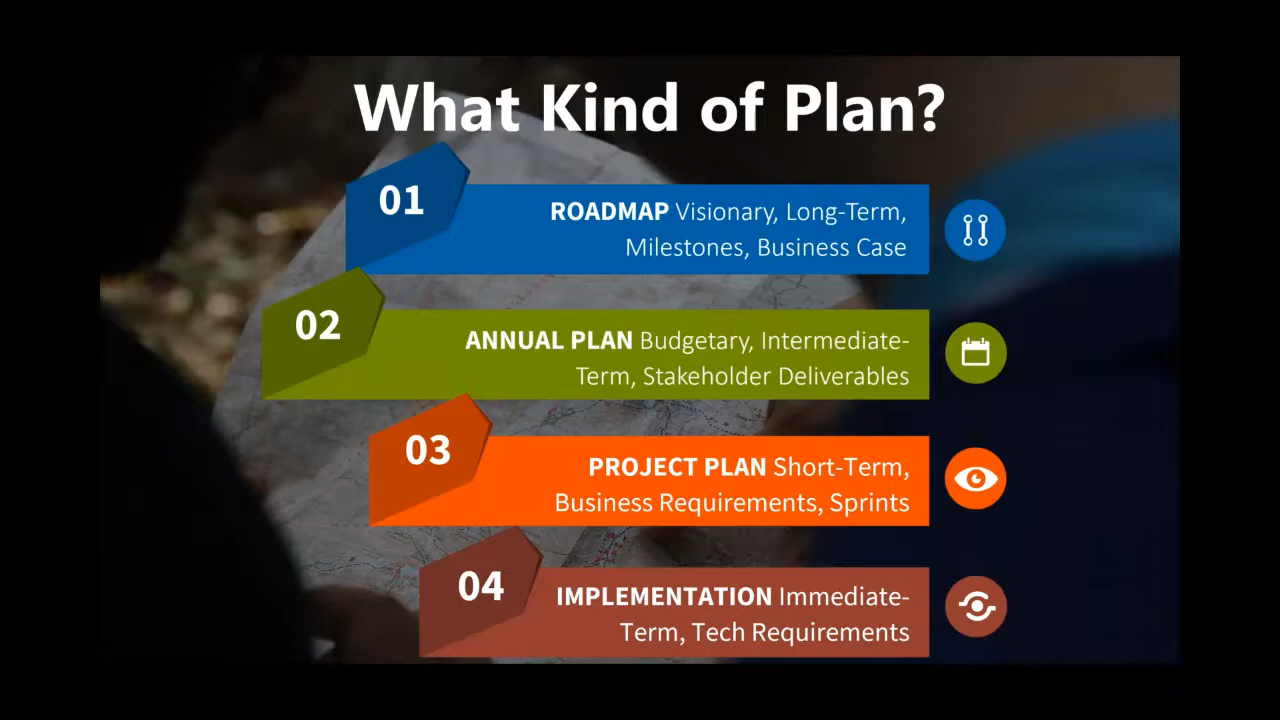 What Kind of Plan?
01
ROADMAP Visionary, Long-Term,
Milestones, Business Case
02
ANNUAL PLAN Budgetary, Intermediate-
Term, Stakeholder Deliverables
03
PROJECT PLAN Short-Term,
Business Requirements, Sprints
04
IMPLEMENTATION Immediate-
Term, Tech Requirements